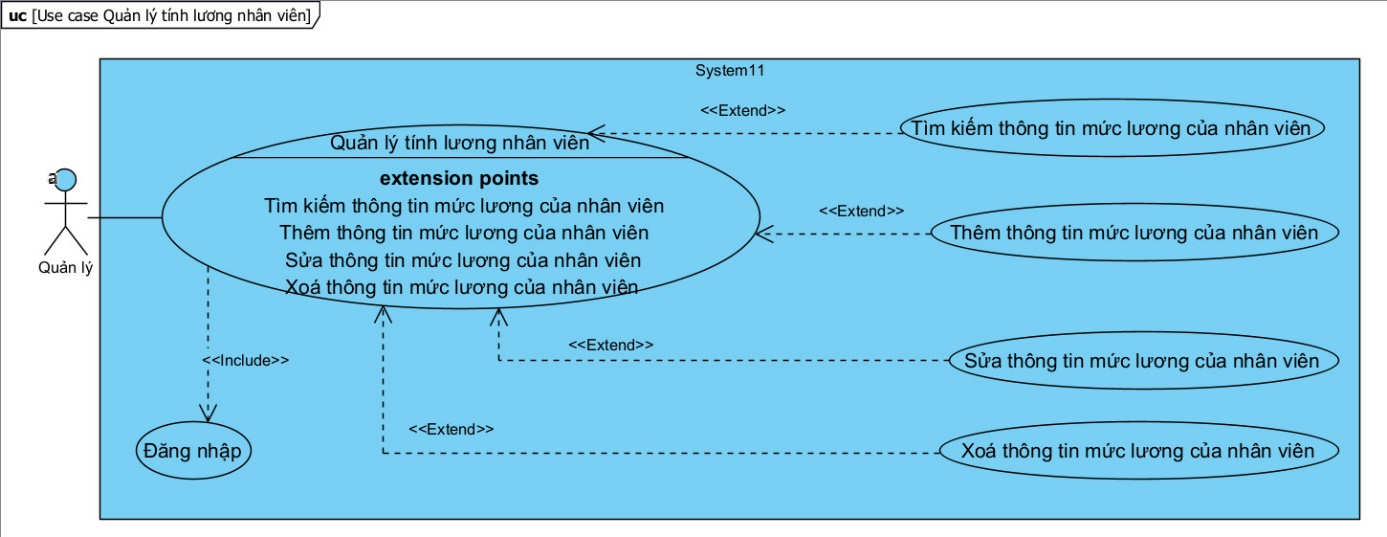 uc [Use case Quản lý tính lương nhân viên]
System11
<<Extend>>
Tìm kiếm thông tin mức lương của nhân viên
Quản lý tính lương nhân viên
extension points
Tìm kiếm thông tin mức lương của nhân viên
Thêm thông tin mức lương của nhân viên
Sửa thông tin mức lương của nhân viên
Xoá thông tin mức lương của nhân viên
a
Quản lý
<<Extend>>
Thêm thông tin mức lương của nhân viên
<<Extend>>
Sửa thông tin mức lương của nhân viên
<<Include>>
<<Extend>>
Xoá thông tin mức lương của nhân viên
Đăng nhập